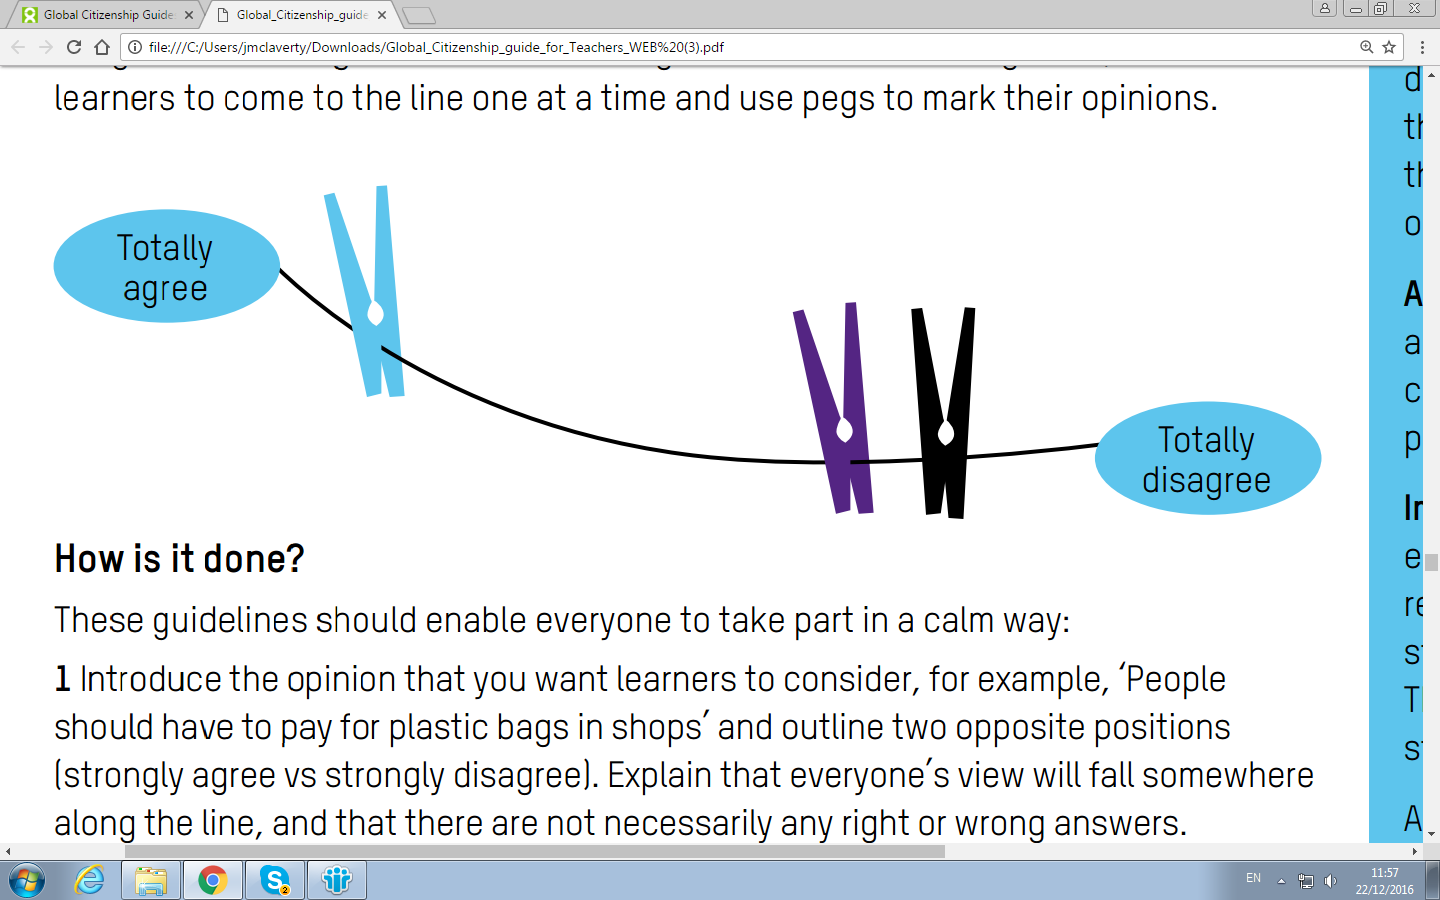 Global Citizenship Guide
Global_Citizenship_guide
file:///C:/Users/jmclaverty/Downloads/Global_Citizenship_guide_for_Teachers_WEB%20(3).pdf
learners to come to the line one at a time and use pegs to mark their opinions.
Totally
agree
Totally
disagree
How is it done?
These guidelines should enable everyone to take part in a calm way:
1 Introduce the opinion that you want learners to consider, for example, ‘People
should have to pay for plastic bags in shops’ and outline two opposite positions
(strongly agree vs strongly disagree). Explain that everyone’s view will fall somewhere
along the line, and that there are not necessarily any right or wrong answers.
2
EN
11:57
22/12/2016